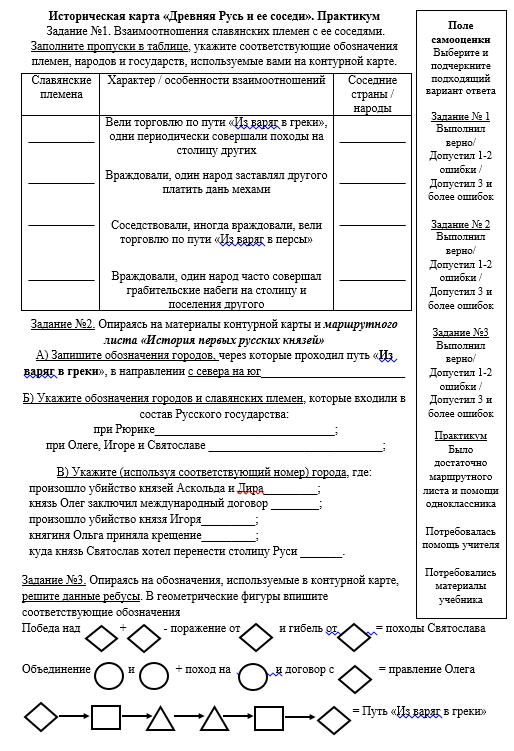 Историческая карта «Древняя Русь и ее соседи». Практикум
Задание №1. Взаимоотношения славянских племен с ее соседями.
Заполните пропуски в таблице, укажите соответствующие обозначения
племен, народов и государств, используемые вами на контурной карте.
Славянские
племена
Характер / особенности взаимоотношений
Соседние
страны /
народы
Вели торговлю по пути «Из варяг в греки»,
одни периодически совершали походы на
столицу других
Враждовали, один народ заставлял другого
платить дань мехами
Соседствовали, иногда враждовали, вели
торговлю по пути «Из варяг в персы»
Враждовали, один народ часто совершал
грабительские набеги на столицу и
поселения другого
Задание №2. Опираясь на материалы контурной карты и маршрутного
листа «История первых русских князей»
А) Запишите обозначения городов, через которые проходил путь «Из
варяг в греки», в направлении с севера на юг________________________
Б) Укажите обозначения городов и славянских племен, которые входили в
состав Русского государства:
при Рюрике______________________________;
при Олеге, Игоре и Святославе _____________________________;
В) Укажите (используя соответствующий номер) города, где:
произошло убийство князей Аскольда и Дира_________;
князь Олег заключил международный договор ________;
произошло убийство князя Игоря_________;
княгиня Ольга приняла крещение_________;
куда князь Святослав хотел перенести столицу Руси _______.
Задание №3. Опираясь на обозначения, используемые в контурной карте,
решите данные ребусы. В геометрические фигуры впишите
соответствующие обозначения
Победа над + - поражение от и гибель от = походы Святослава
Объединение и + поход на и договор с = правление Олега
= Путь «Из варяг в греки»
Поле
самооценки
Выберите и
подчеркните
подходящий
вариант ответа
Задание № 1
Выполнил
верно/
Допустил 1-2
ошибки /
Допустил 3 и
более ошибок
Задание № 2
Выполнил
верно/
Допустил 1-2
ошибки /
Допустил 3 и
более ошибок
Задание №3
Выполнил
верно/
Допустил 1-2
ошибки /
Допустил 3 и
более ошибок
Практикум
Было
достаточно
маршрутного
листа и помощи
одноклассника
Потребовалась
помощь учителя
Потребовались
материалы
учебника